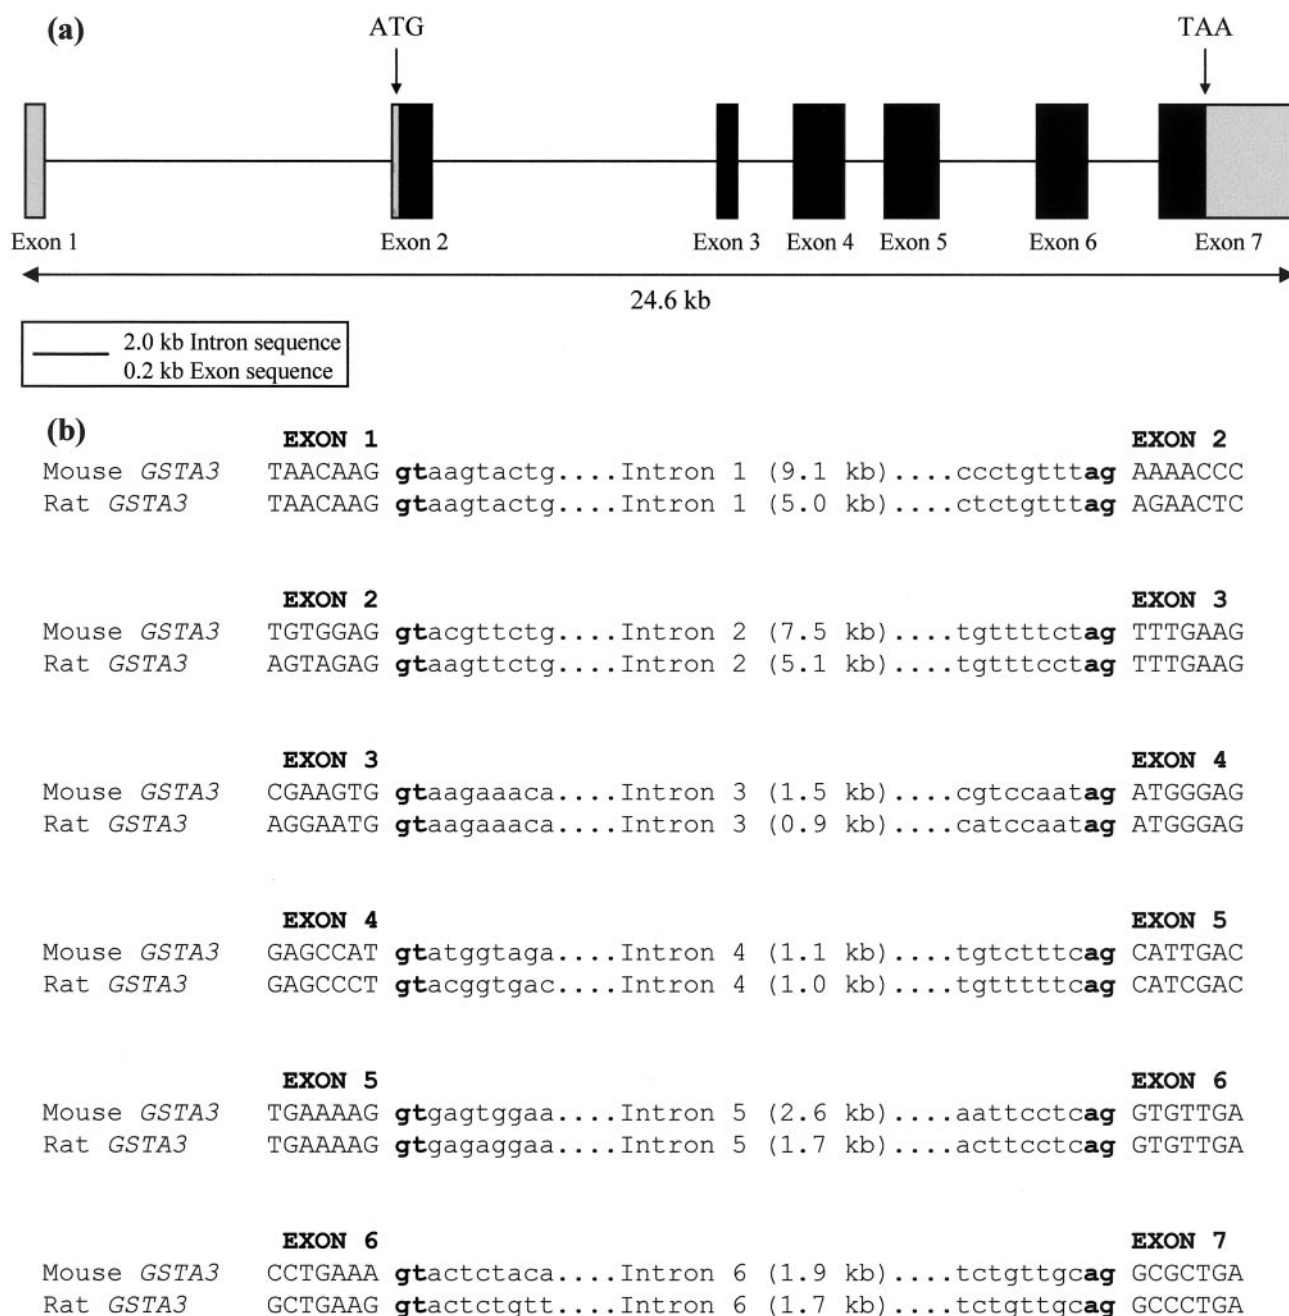 (a)
ATG TAA
Exon 1 Exon 2 Exon 3 Exon 4 Exon 5 Exon 6 Exon 7
24.6 kb
2.0 kb Intron sequence
0.2 kb Exon sequence
(b)
EXON 1 EXON 2
Mouse GSTA3 TAACAAG gtaagtactg....Intron 1 (9.1 kb)....ccctgtttag AAAACCC
Rat GSTA3 TAACAAG gtaagtactg....Intron 1 (5.0 kb)....ctctgtttag AGAACTC
EXON 2 EXON 3
Mouse GSTA3 TGTGGAG gtacgttctg....Intron 2 (7.5 kb)....tgttttctag TTTGAAG
Rat GSTA3 AGTAGAG gtaagttctg....Intron 2 (5.1 kb)....tgtttcctag TTTGAAG
EXON 3 EXON 4
Mouse GSTA3 CGAAGTG gtaagaaaca....Intron 3 (1.5 kb)....cgtccaatag ATGGGAG
Rat GSTA3 AGGAATG gtaagaaaca....Intron 3 (0.9 kb)....catccaatag ATGGGAG
EXON 4 EXON 5
Mouse GSTA3 GAGCCAT gtatggtaga....Intron 4 (1.1 kb)....tgtctttcag CATTGAC
Rat GSTA3 GAGCCCT gtacggtgac....Intron 4 (1.0 kb)....tgtttttcag CATCGAC
EXON 5 EXON 6
Mouse GSTA3 TGAAAAG gtgagtggaa....Intron 5 (2.6 kb)....aattcctcag GTGTTGA
Rat GSTA3 TGAAAAG gtgagaggaa....Intron 5 (1.7 kb)....acttcctcag GTGTTGA
EXON 6 EXON 7
Mouse GSTA3 CCTGAAA gtactctaca....Intron 6 (1.9 kb)....tctgttgcag GCGCTGA
Rat GSTA3 GCTGAAG gtactctgtt....Intron 6 (1.7 kb)....tctgttgcag GCCCTGA